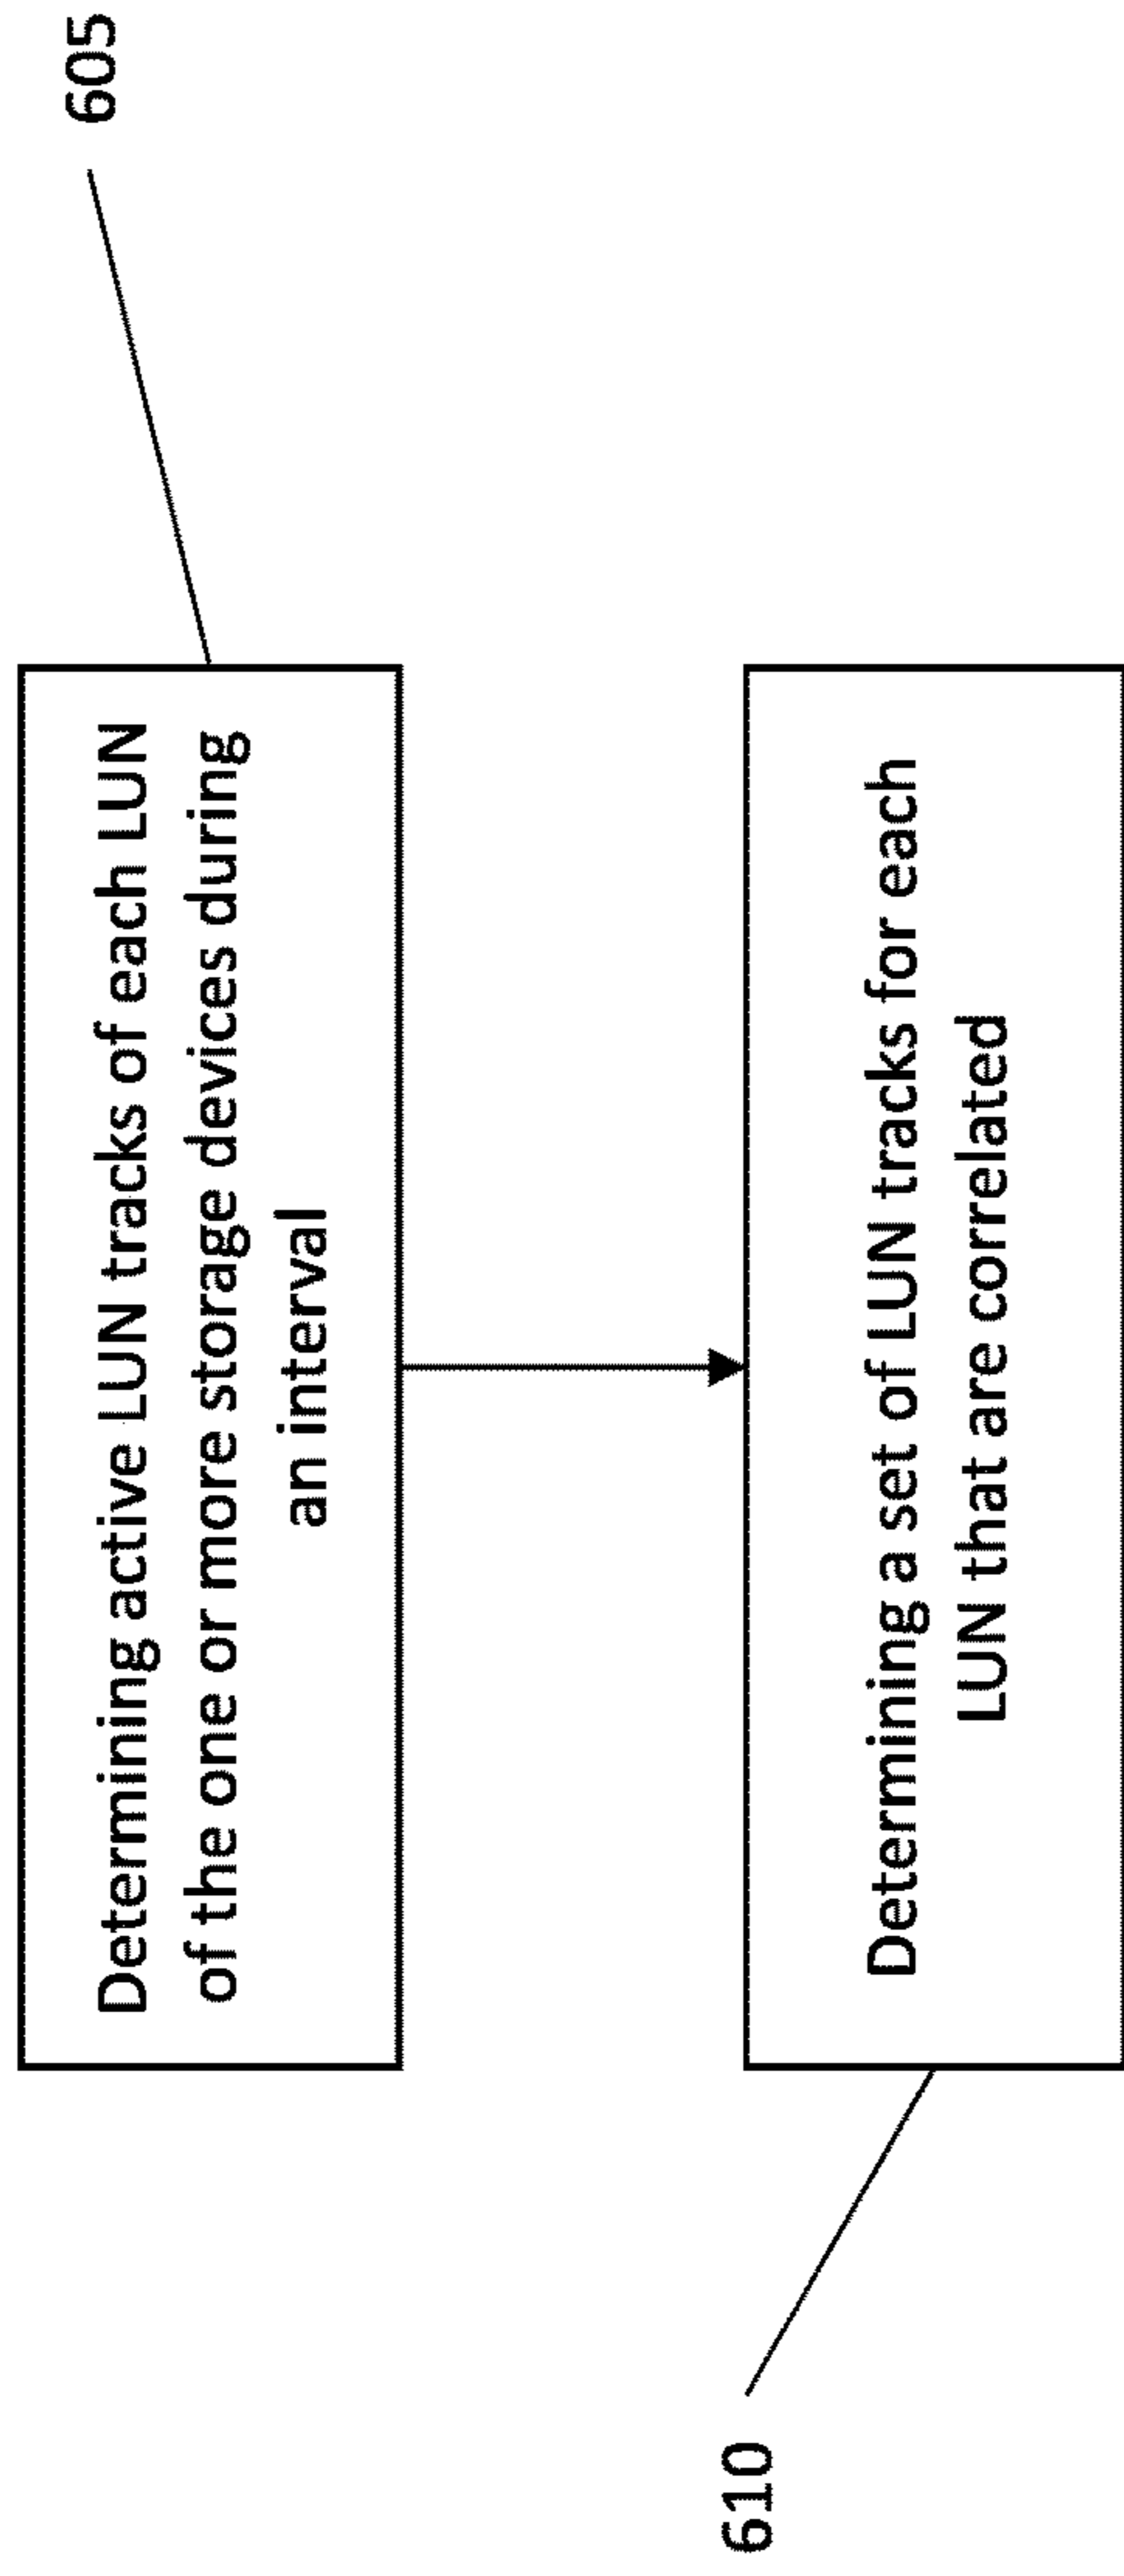 605
Determining active LUN tracks of each LUN
of the one or more storage devices during
an interval
610
Determining a set of LUN tracks for each
LUN that are correlated